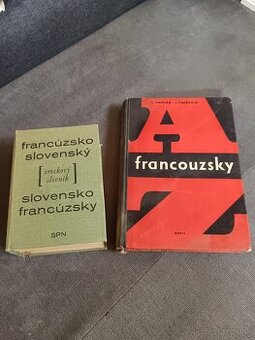 francúzsko
slovenský
vreckový slovník
slovensko
francúzsky
SPN
A
francouzsky
Z